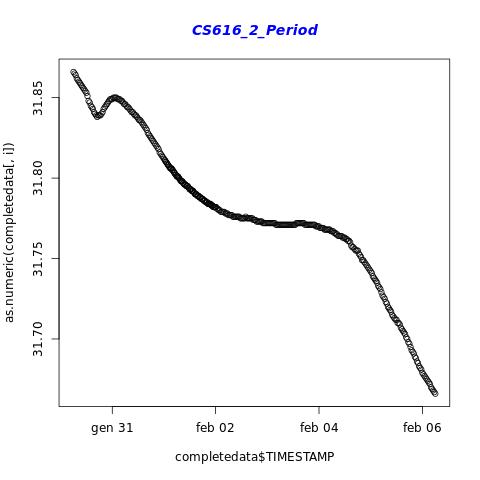 CS616_2_Period
as.numeric(completedata[, i])
31.85
31.80
31.75
31.70
gen 31
feb 02
feb 04
feb 06
completedata$TIMESTAMP